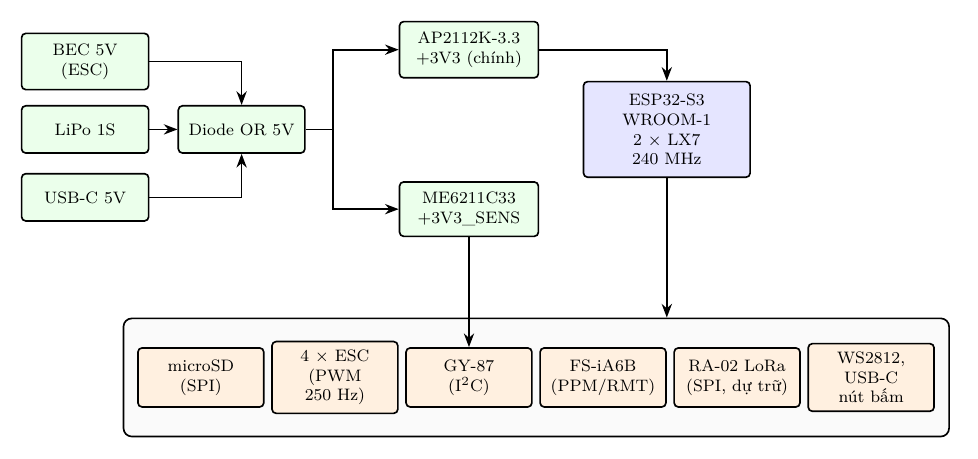 BEC 5V
(ESC)
LiPo 1S
USB-C 5V
Diode OR 5V
AP2112K-3.3
+3V3 (chính)
ME6211C33
+3V3_SENS
ESP32-S3
WROOM-1
2 × LX7
240 MHz
microSD
(SPI)
4 × ESC
(PWM
250 Hz)
GY-87
(I²C)
FS-iA6B
(PPM/RMT)
RA-02 LoRa
(SPI, dự trữ)
WS2812,
USB-C
nút bấm